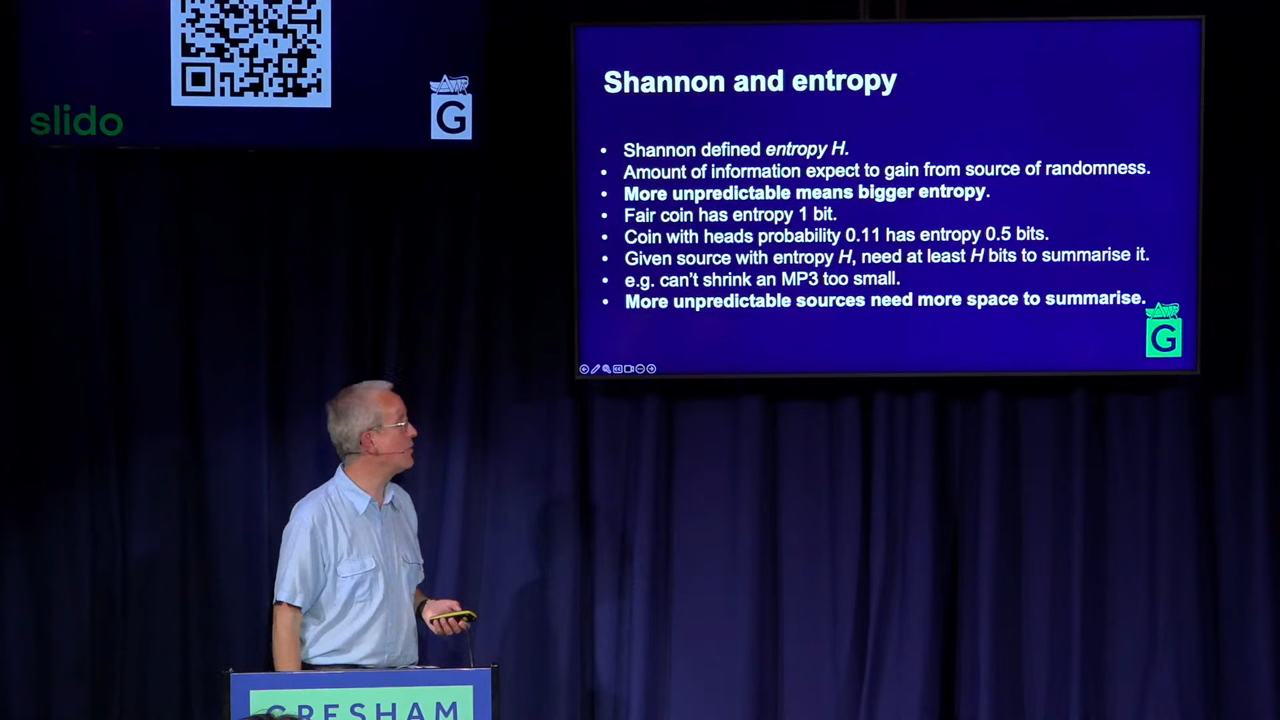 slido
G
Shannon and entropy
• Shannon defined entropy H.
• Amount of information expect to gain from source of randomness.
• More unpredictable means bigger entropy.
• Fair coin has entropy 1 bit.
• Coin with heads probability 0.11 has entropy 0.5 bits.
• Given source with entropy H, need at least H bits to summarise it.
• e.g. can't shrink an MP3 too small.
• More unpredictable sources need more space to summarise.
G
GRESHAM